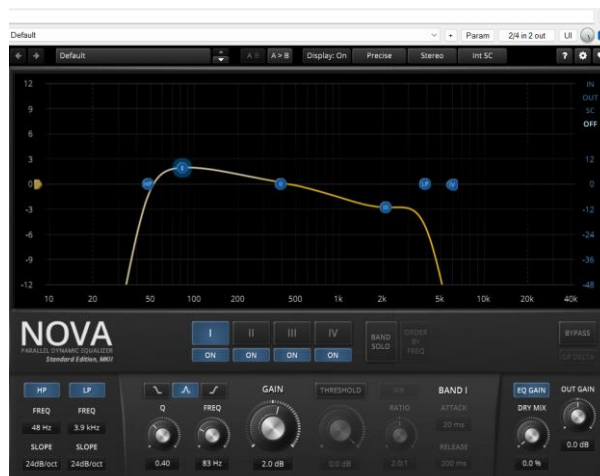 Default
+ Param 2/4 in 2 out UI
Default A A > B Display: On Precise Stereo Int SC ?
12 IN
9 OUT
SC
6 OFF
3 12
0 HP I II LP IV 0
-3 III -12
-6 -24
-9 -36
-12 -48
10 20 50 100 200 500 1k 2k 5k 10k 20k 40k
NOVA
PARALLEL DYNAMIC EQUALIZER
Standard Edition, MKII
I II III IV
ON ON ON ON
BAND SOLO
ORDER BY FREQ
BYPASS
HP LP
FREQ FREQ
48 Hz 3.9 kHz
SLOPE SLOPE
24dB/oct 24dB/oct
Q FREQ
0.40 83 Hz
GAIN
2.0 dB
THRESHOLD
0.0 dB
BAND I
RATIO ATTACK
20 ms
RELEASE
2.0:1 200 ms
EQ GAIN OUT GAIN
DRY MIX
0.0 dB
0.0 %